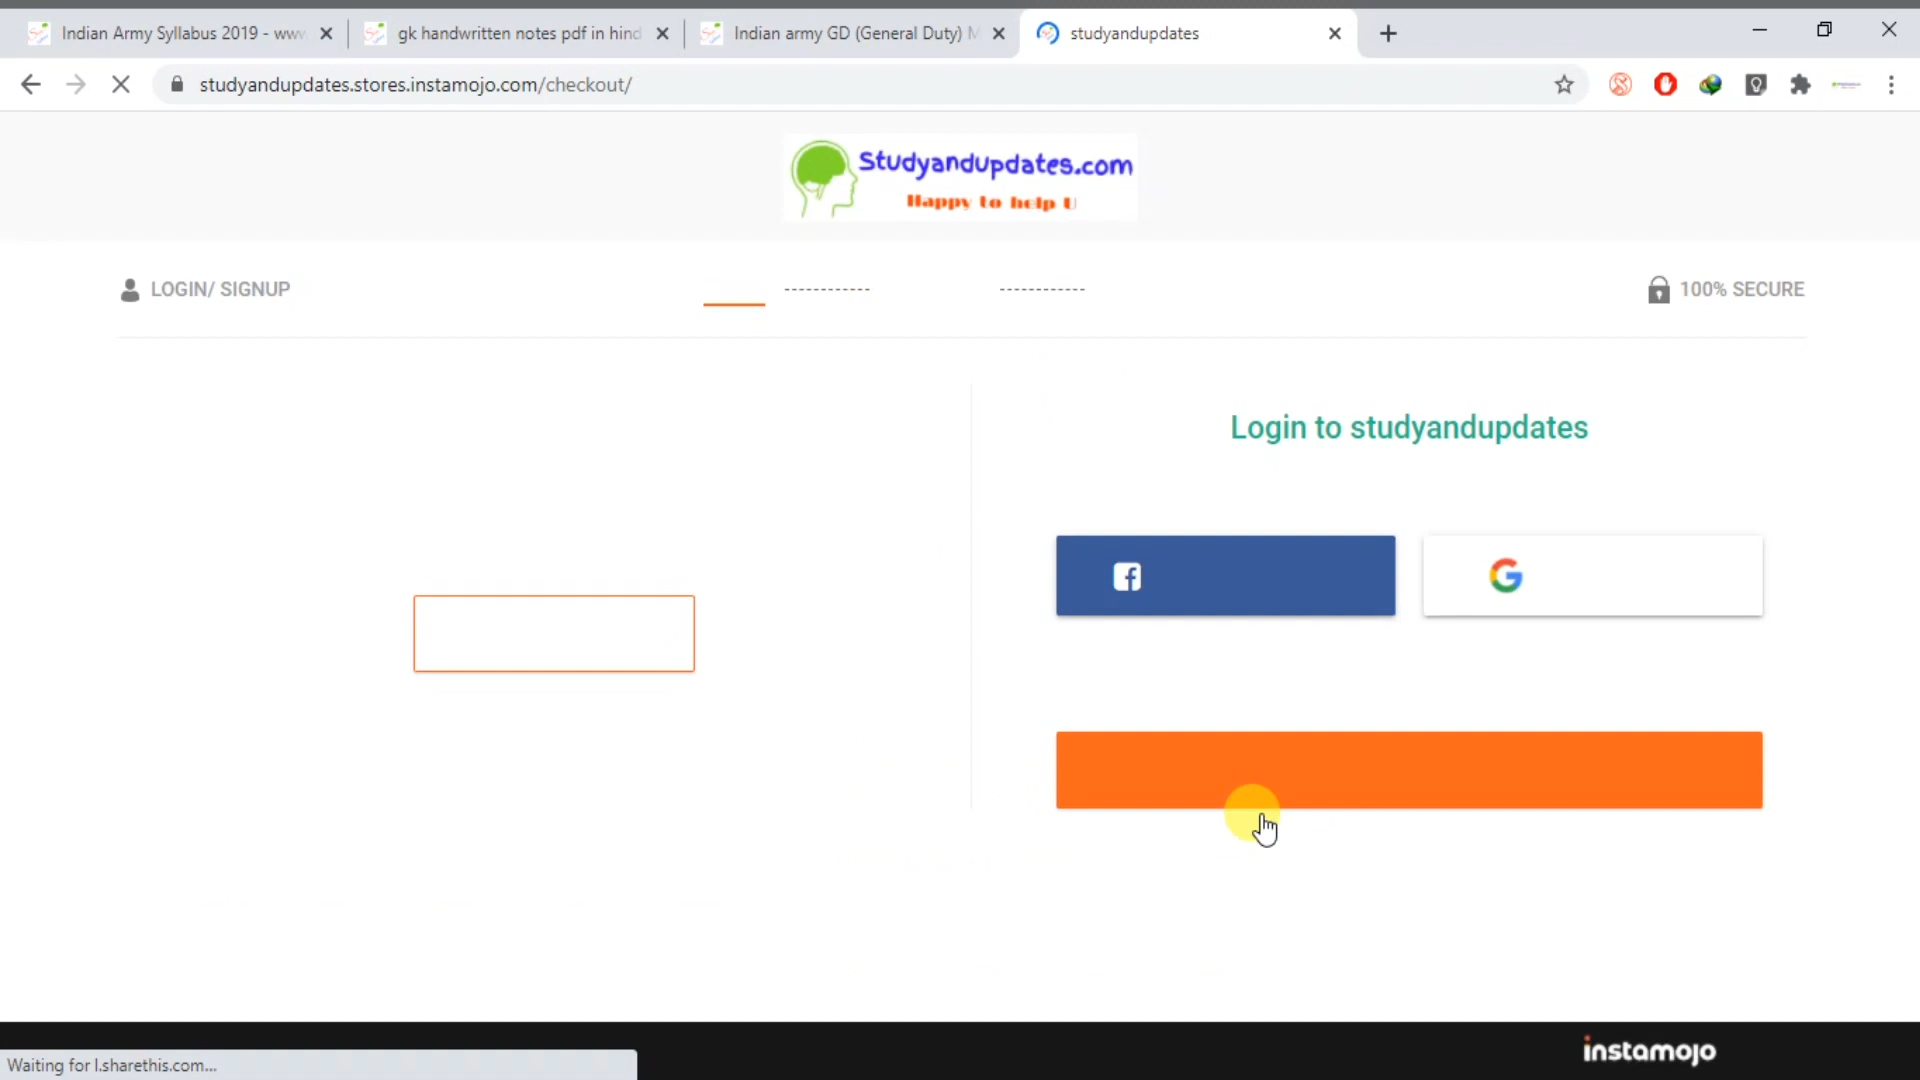 Indian Army Syllabus 2019 - www
gk handwritten notes pdf in hind
Indian army GD (General Duty) M
studyandupdates
studyandupdates.stores.instamojo.com/checkout/
Studyandupdates.com
Happy to help U
LOGIN/ SIGNUP
100% SECURE
Login to studyandupdates
instamojo
Waiting for l.sharethis.com...